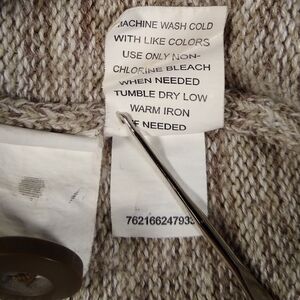 MACHINE WASH COLD
WITH LIKE COLORS
USE ONLY NON-
CHLORINE BLEACH
WHEN NEEDED
TUMBLE DRY LOW
WARM IRON
IF NEEDED
762166247933